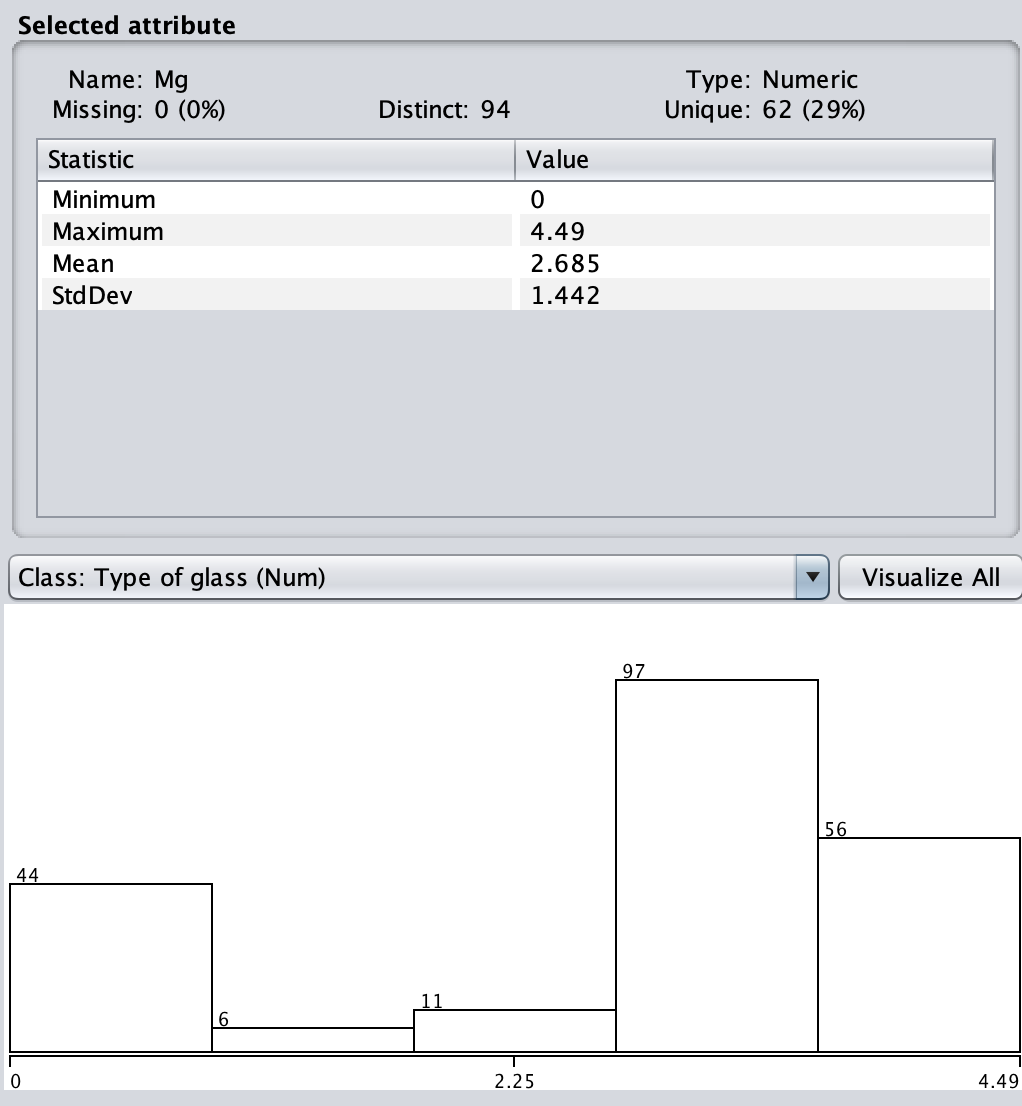 Selected attribute
Name: Mg Type: Numeric
Missing: 0 (0%) Distinct: 94 Unique: 62 (29%)
Statistic Value
Minimum 0
Maximum 4.49
Mean 2.685
StdDev 1.442
Class: Type of glass (Num) Visualize All
97
56
44
11
6
0 2.25 4.49